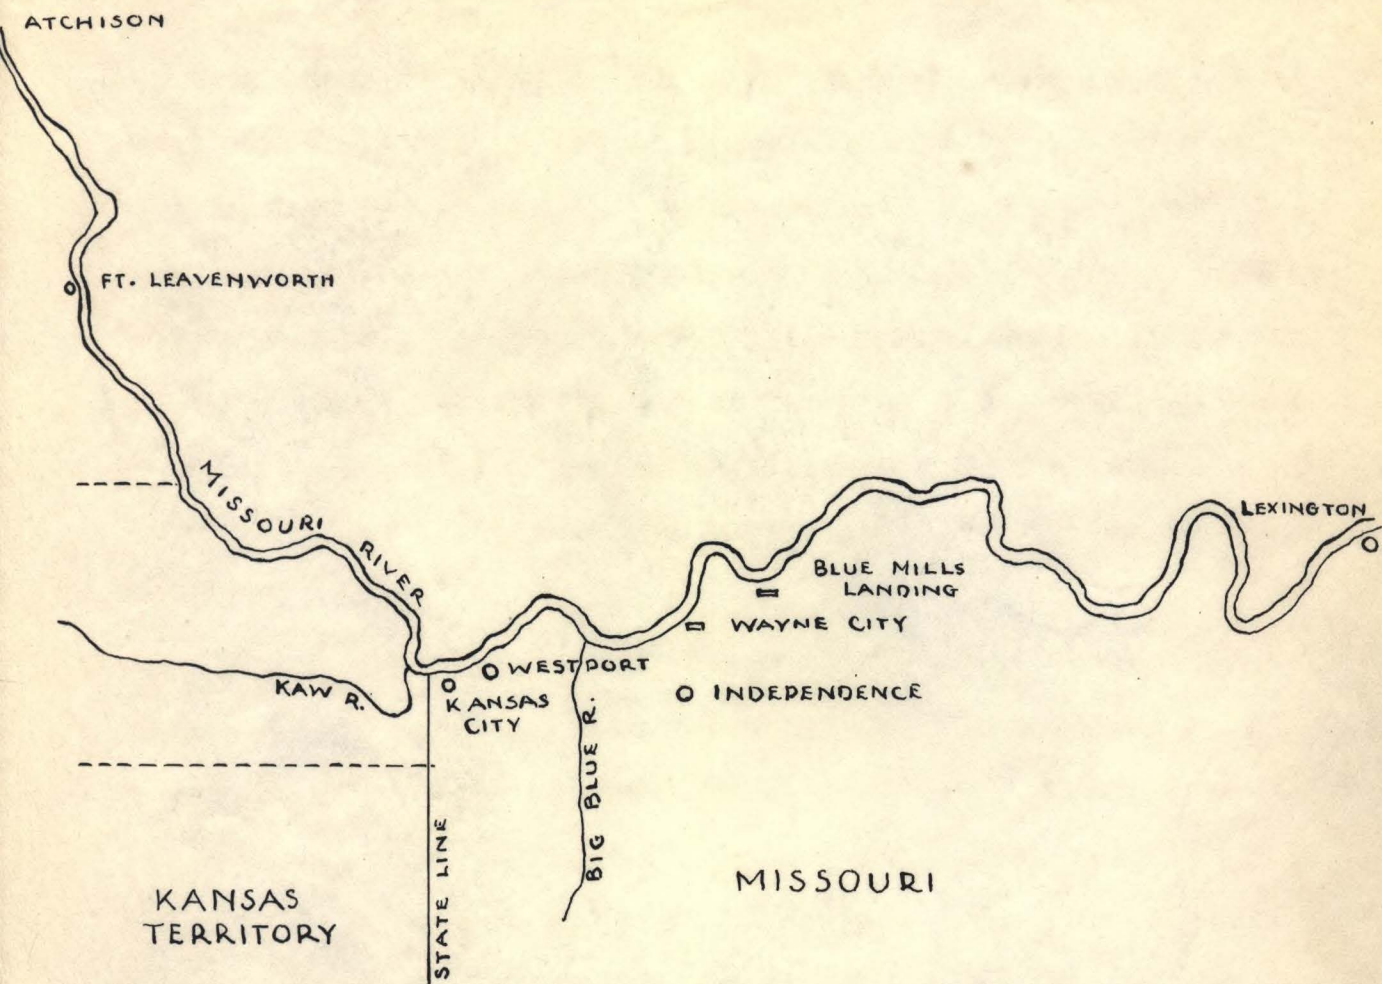 ATCHISON
FT. LEAVENWORTH
MISSOURI RIVER
LEXINGTON
BLUE MILLS
LANDING
WAYNE CITY
WESTPORT
KAW R.
KANSAS
CITY
INDEPENDENCE
BIG BLUE R.
STATE LINE
MISSOURI
KANSAS
TERRITORY